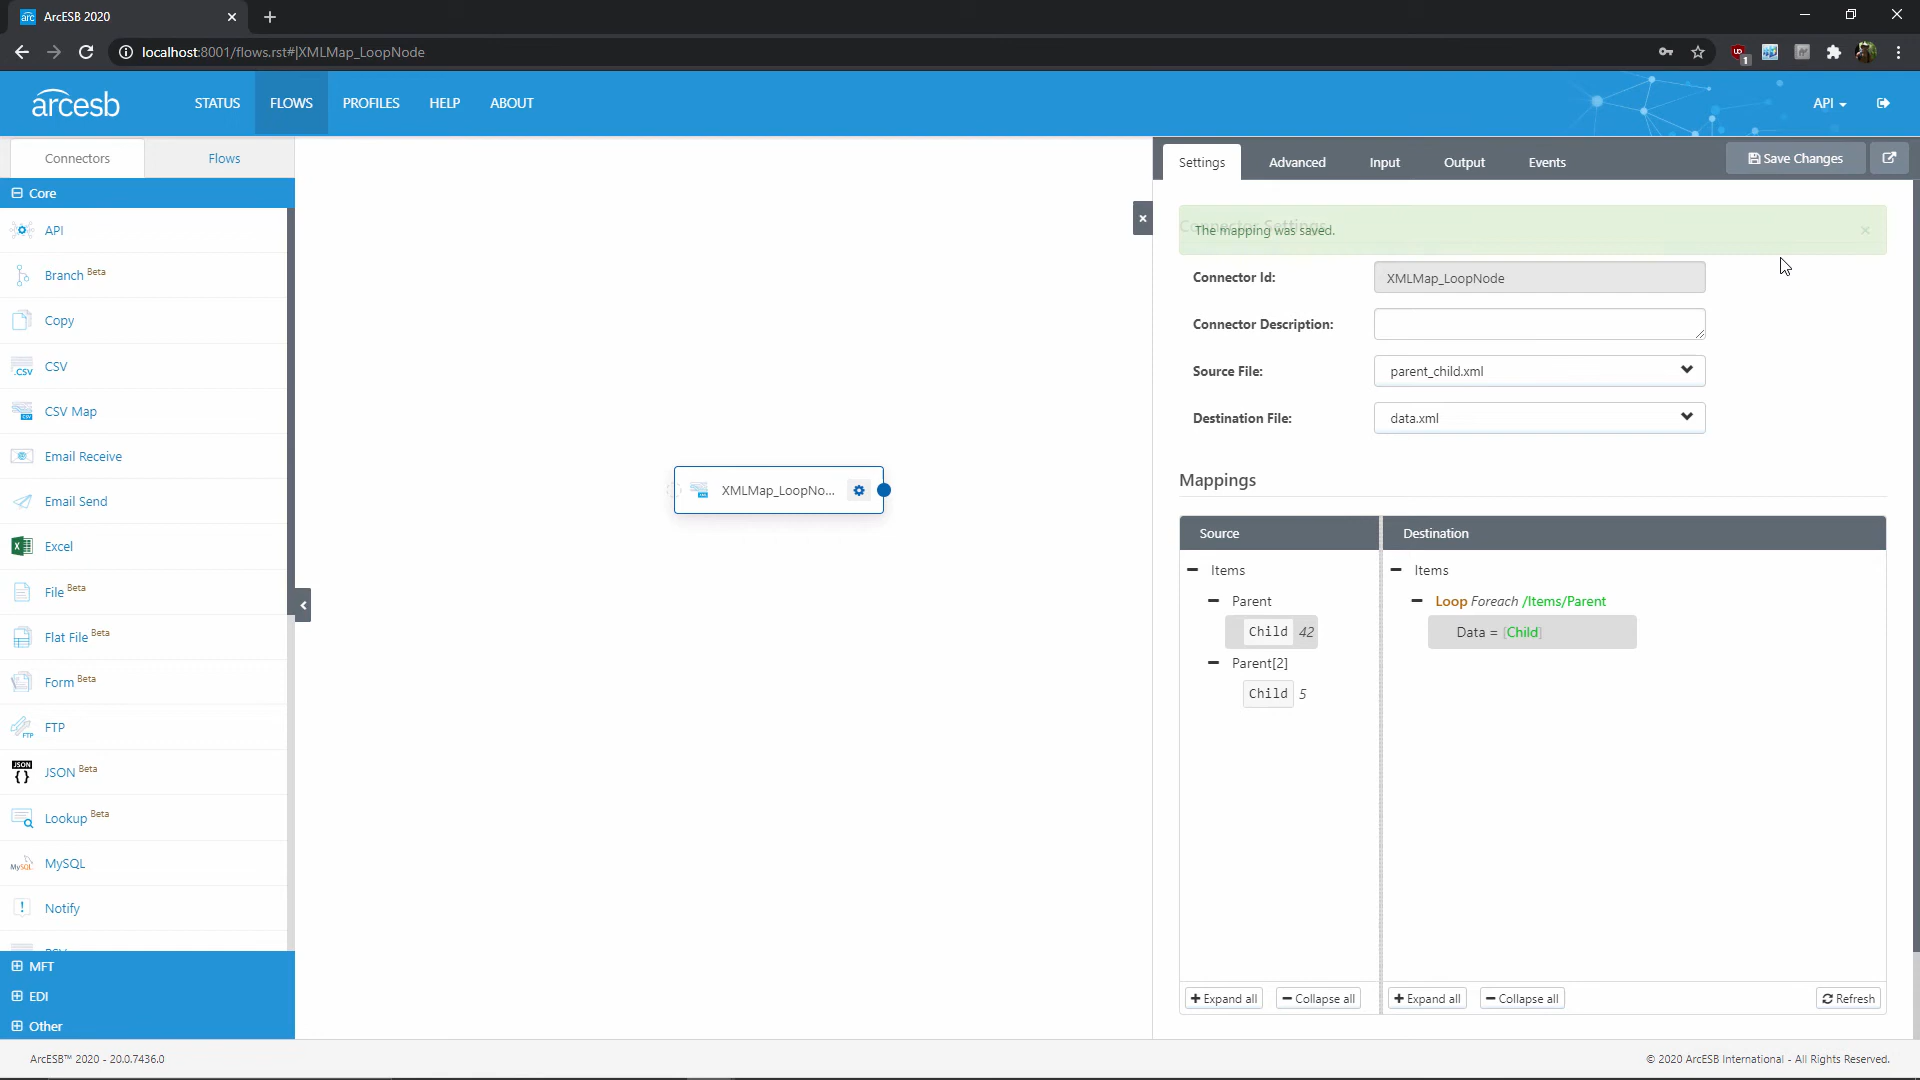 ArcESB 2020
localhost:8001/flows.rst#|XMLMap_LoopNode
arcesb
STATUS
FLOWS
PROFILES
HELP
ABOUT
API
Connectors
Flows
Core
API
Branch Beta
Copy
CSV
CSV Map
Email Receive
Email Send
Excel
File Beta
Flat File Beta
Form Beta
FTP
JSON Beta
Lookup Beta
MySQL
Notify
MFT
EDI
Other
XMLMap_LoopNo...
Settings
Advanced
Input
Output
Events
Save Changes
Connector Settings
The mapping was saved.
Connector Id:
XMLMap_LoopNode
Connector Description:
Source File:
parent_child.xml
Destination File:
data.xml
Mappings
Source
Destination
Items
Parent
Child 42
Parent[2]
Child 5
Items
Loop Foreach /Items/Parent
Data = [Child]
Expand all
Collapse all
Expand all
Collapse all
Refresh
ArcESB™ 2020 - 20.0.7436.0
© 2020 ArcESB International - All Rights Reserved.